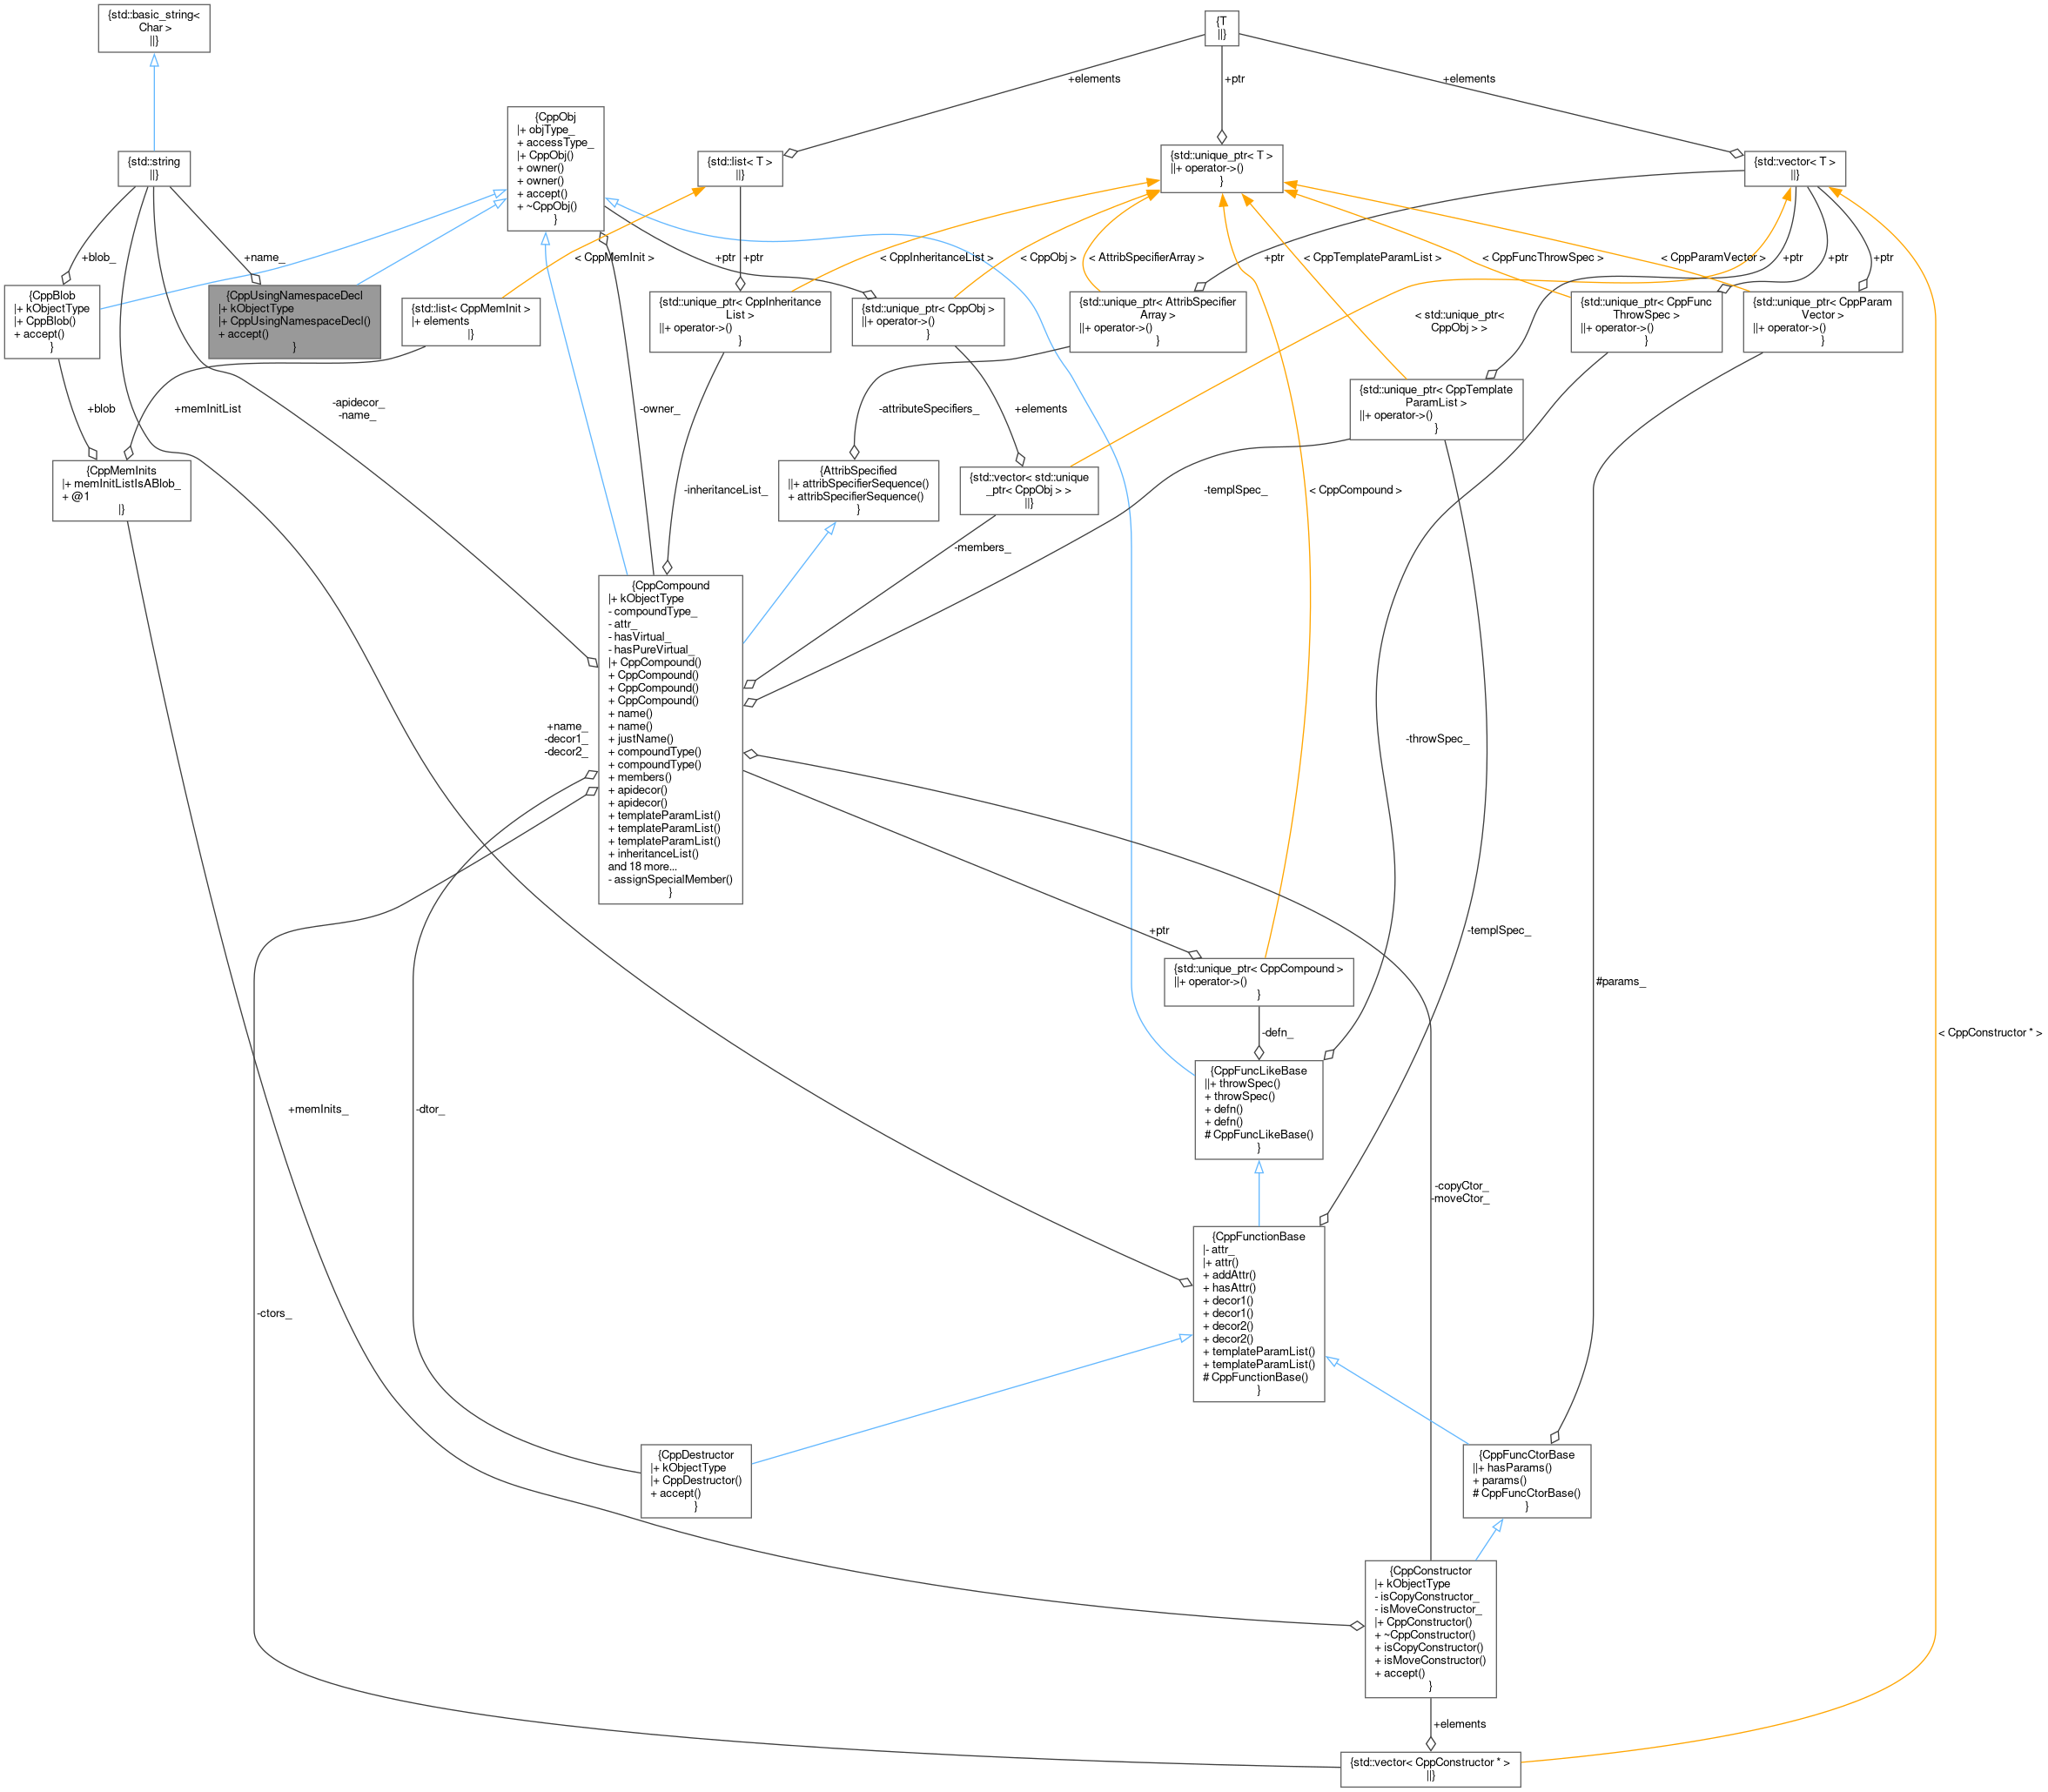 {std::basic_string<
Char >
||}
{T
||}
+elements
+ptr
+elements
{CppObj
|+ objType_
+ accessType_
|+ CppObj()
+ owner()
+ owner()
+ accept()
+ ~CppObj()
}
{std::string
||}
{std::list< T >
||}
{std::unique_ptr< T >
||+ operator->()
}
{std::vector< T >
||}
+blob_
+name_
< CppMemInit >
+ptr
+ptr
< CppInheritanceList >
< CppObj >
< AttribSpecifierArray >
+ptr
< CppTemplateParamList >
< CppFuncThrowSpec >
+ptr
< CppParamVector >
+ptr
+ptr
{CppBlob
|+ kObjectType
|+ CppBlob()
+ accept()
}
{CppUsingNamespaceDecl
|+ kObjectType
|+ CppUsingNamespaceDecl()
+ accept()
}
{std::list< CppMemInit >
|+ elements
|}
{std::unique_ptr< CppInheritance
List >
||+ operator->()
}
{std::unique_ptr< CppObj >
||+ operator->()
}
{std::unique_ptr< AttribSpecifier
Array >
||+ operator->()
}
< std::unique_ptr<
CppObj > >
{std::unique_ptr< CppFunc
ThrowSpec >
||+ operator->()
}
{std::unique_ptr< CppParam
Vector >
||+ operator->()
}
+blob
+memInitList
-apidecor_
-name_
-owner_
-attributeSpecifiers_
+elements
{std::unique_ptr< CppTemplate
ParamList >
||+ operator->()
}
{CppMemInits
|+ memInitListIsABlob_
+ @1
|}
-inheritanceList_
{AttribSpecified
||+ attribSpecifierSequence()
+ attribSpecifierSequence()
}
{std::vector< std::unique
_ptr< CppObj > >
||}
< CppCompound >
-templSpec_
-members_
{CppCompound
|+ kObjectType
- compoundType_
- attr_
- hasVirtual_
- hasPureVirtual_
|+ CppCompound()
+ CppCompound()
+ CppCompound()
+ CppCompound()
+ name()
+ name()
+ justName()
+ compoundType()
+ compoundType()
+ members()
+ apidecor()
+ apidecor()
+ templateParamList()
+ templateParamList()
+ templateParamList()
+ inheritanceList()
and 18 more...
- assignSpecialMember()
}
+name_
-decor1_
-decor2_
-throwSpec_
+ptr
-templSpec_
{std::unique_ptr< CppCompound >
||+ operator->()
}
#params_
-defn_
< CppConstructor * >
{CppFuncLikeBase
||+ throwSpec()
+ throwSpec()
+ defn()
+ defn()
# CppFuncLikeBase()
}
+memInits_
-dtor_
-copyCtor_
-moveCtor_
{CppFunctionBase
|- attr_
|+ attr()
+ addAttr()
+ hasAttr()
+ decor1()
+ decor1()
+ decor2()
+ decor2()
+ templateParamList()
+ templateParamList()
# CppFunctionBase()
}
-ctors_
{CppDestructor
|+ kObjectType
|+ CppDestructor()
+ accept()
}
{CppFuncCtorBase
||+ hasParams()
+ params()
# CppFuncCtorBase()
}
{CppConstructor
|+ kObjectType
- isCopyConstructor_
- isMoveConstructor_
|+ CppConstructor()
+ ~CppConstructor()
+ isCopyConstructor()
+ isMoveConstructor()
+ accept()
}
+elements
{std::vector< CppConstructor * >
||}